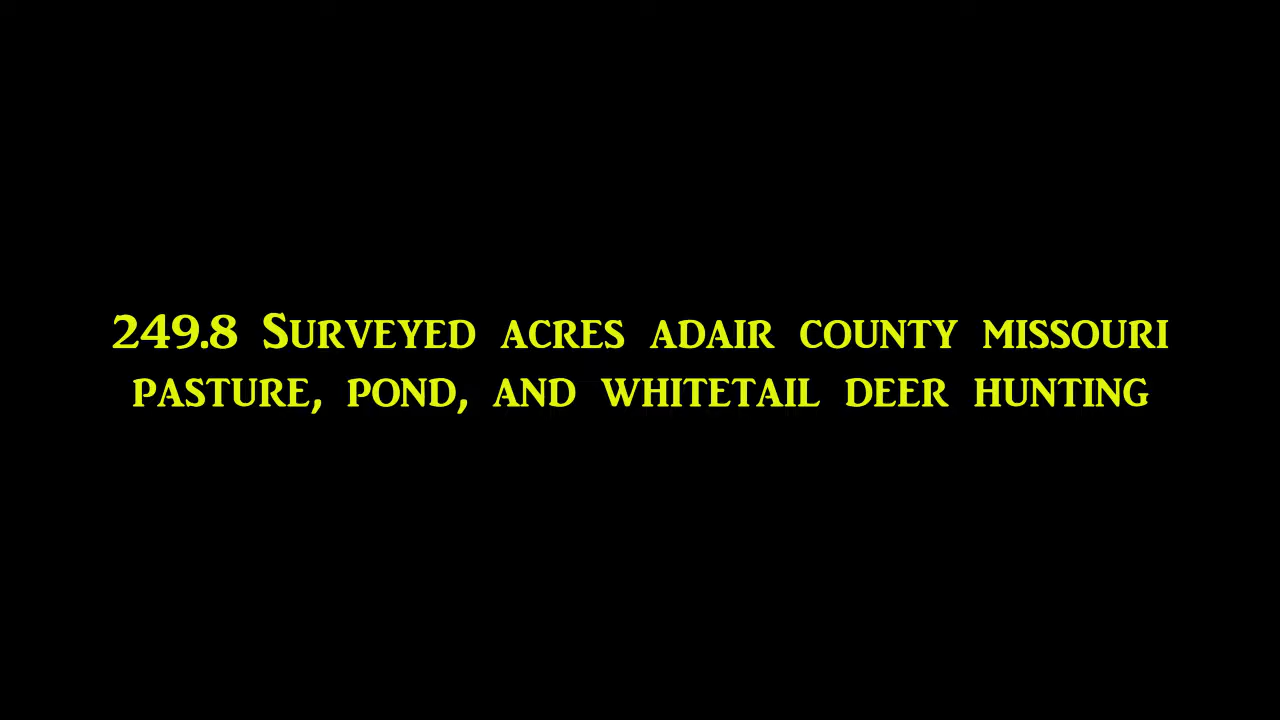 249.8 Surveyed acres adair county missouri
pasture, pond, and whitetail deer hunting